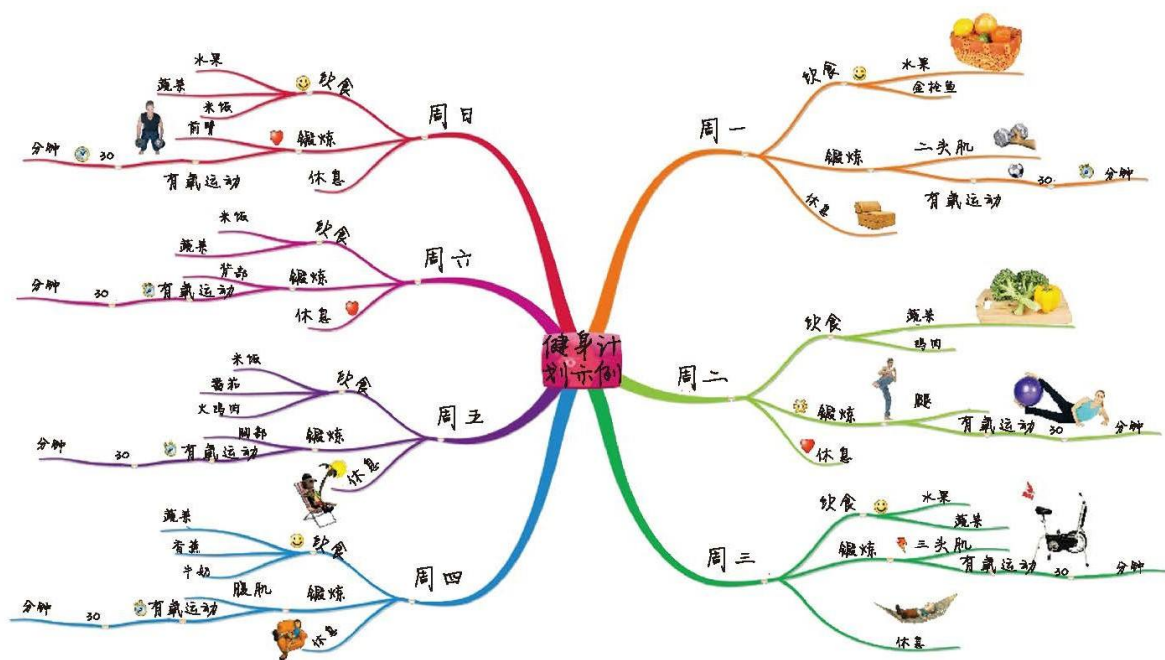 健身计
划示例
周一
饮食
水果
金枪鱼
锻炼
二头肌
有氧运动
30
分钟
休息
周二
饮食
蔬菜
鸡肉
锻炼
腿
有氧运动
30
分钟
休息
周三
饮食
水果
蔬菜
锻炼
三头肌
有氧运动
30
分钟
休息
周四
饮食
蔬菜
香蕉
牛奶
锻炼
腹肌
有氧运动
30
分钟
休息
周五
饮食
米饭
番茄
火鸡肉
锻炼
胸部
有氧运动
30
分钟
休息
周六
饮食
米饭
蔬菜
锻炼
背部
有氧运动
30
分钟
休息
周日
饮食
水果
蔬菜
米饭
锻炼
前臂
有氧运动
30
分钟
休息